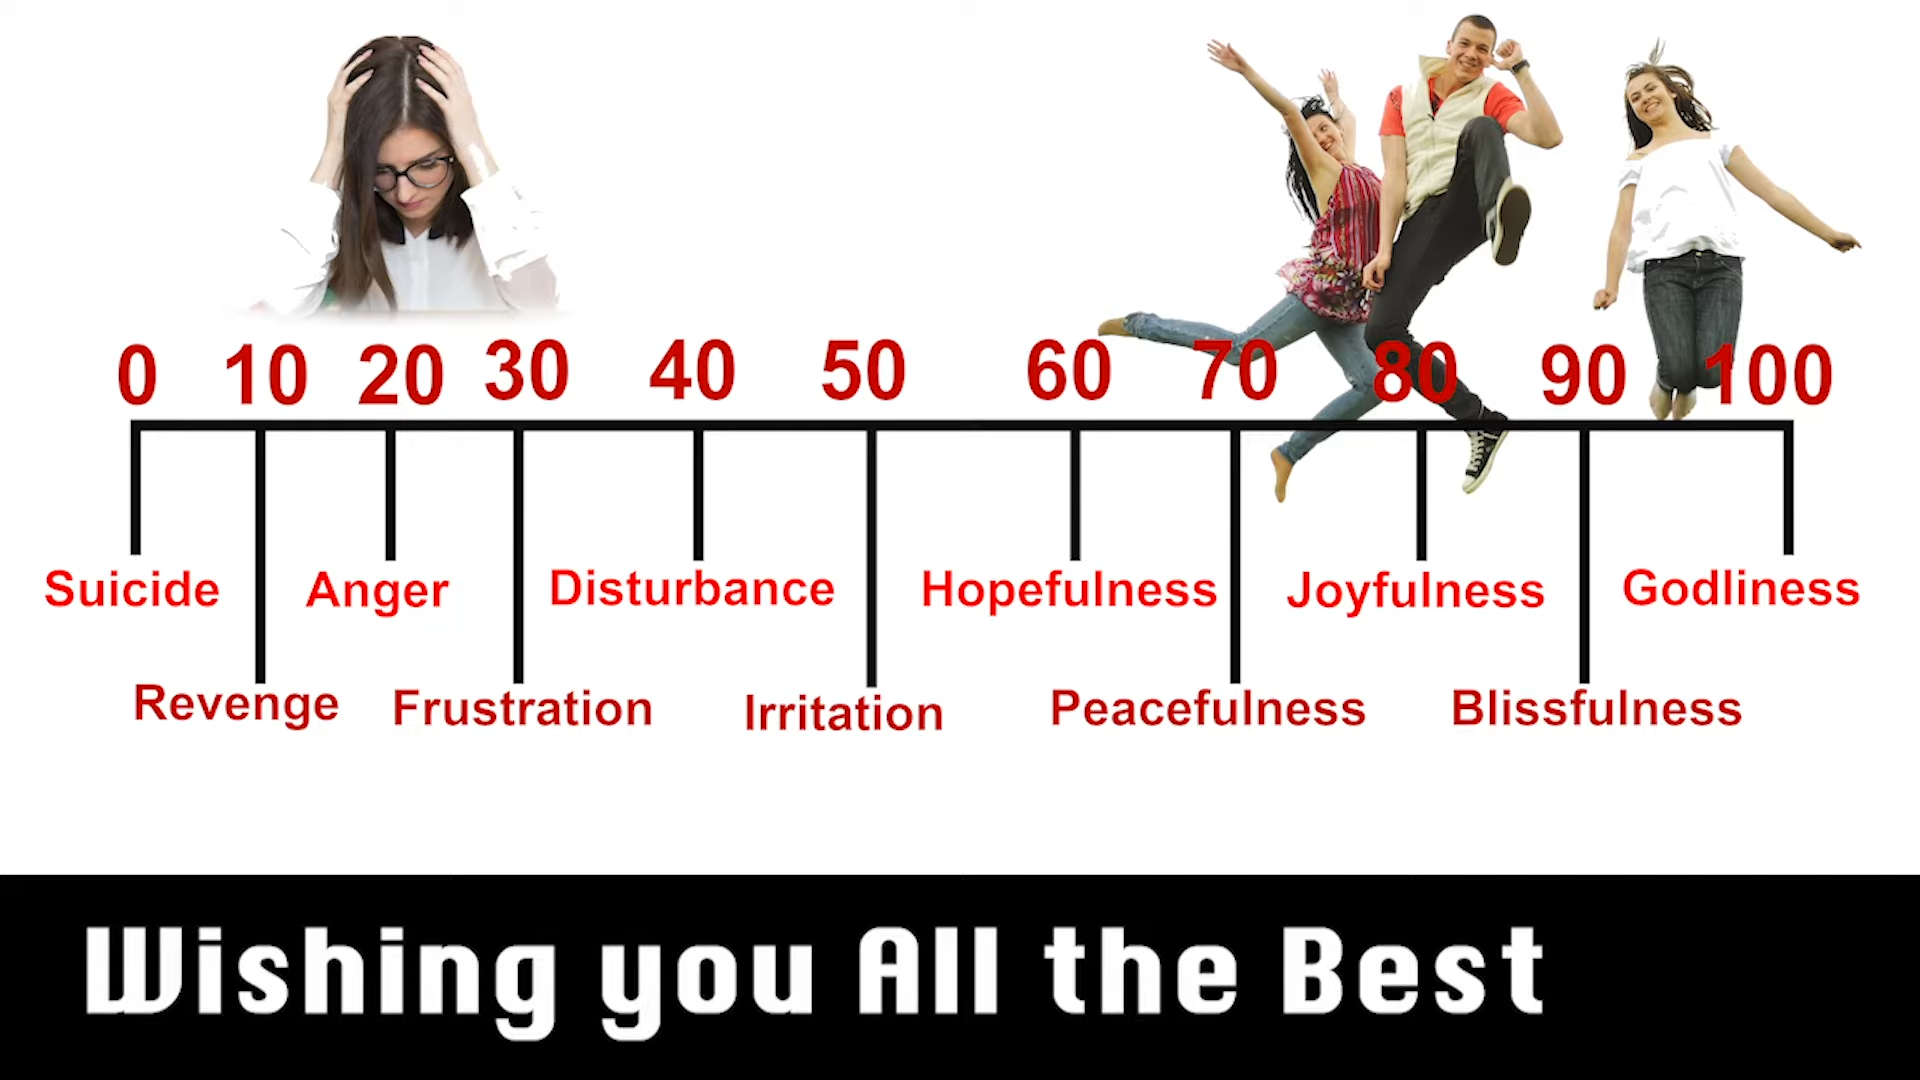 0 10 20 30 40 50 60 70 80 90 100
Suicide Anger Disturbance Hopefulness Joyfulness Godliness
Revenge Frustration Irritation Peacefulness Blissfulness
Wishing you All the Best